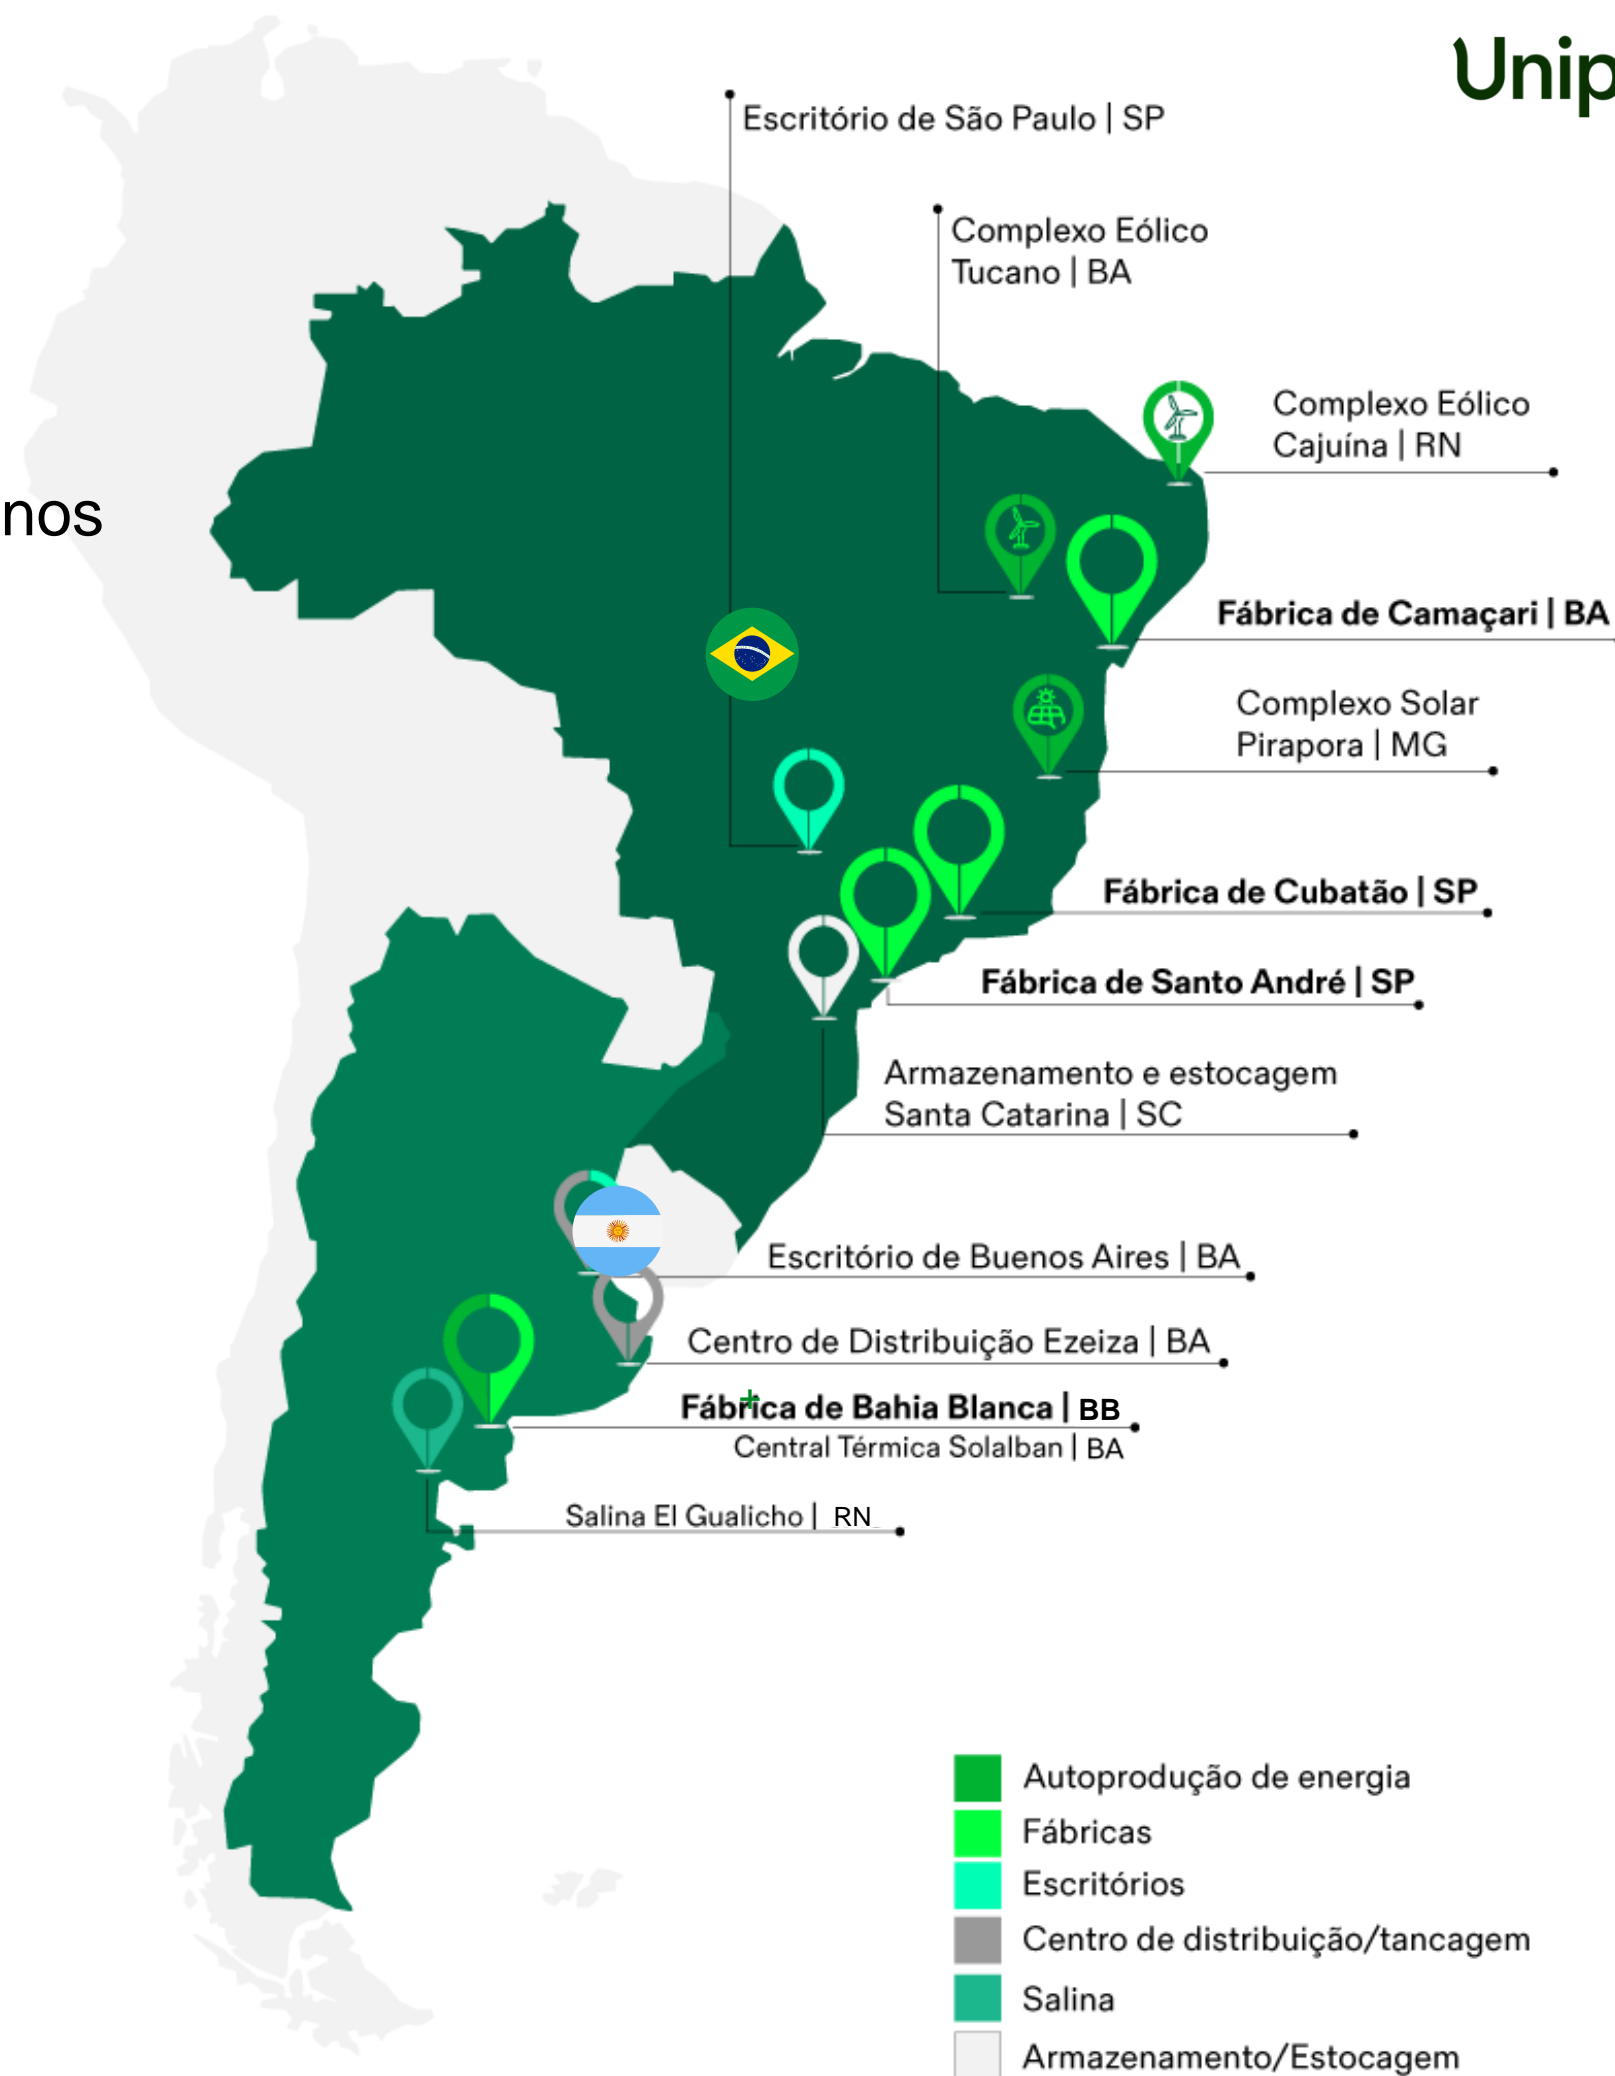 Unip
Escritório de São Paulo | SP
Complexo Eólico
Tucano | BA
Complexo Eólico
Cajuína | RN
nos
Fábrica de Camaçari | BA
Complexo Solar
Pirapora | MG
Fábrica de Cubatão | SP
Fábrica de Santo André | SP
Armazenamento e estocagem
Santa Catarina | SC
Escritório de Buenos Aires | BA
Centro de Distribuição Ezeiza | BA
Fábrica de Bahia Blanca | BB
Central Térmica Solalban | BA
Salina El Gualicho | RN
Autoprodução de energia
Fábricas
Escritórios
Centro de distribuição/tancagem
Salina
Armazenamento/Estocagem